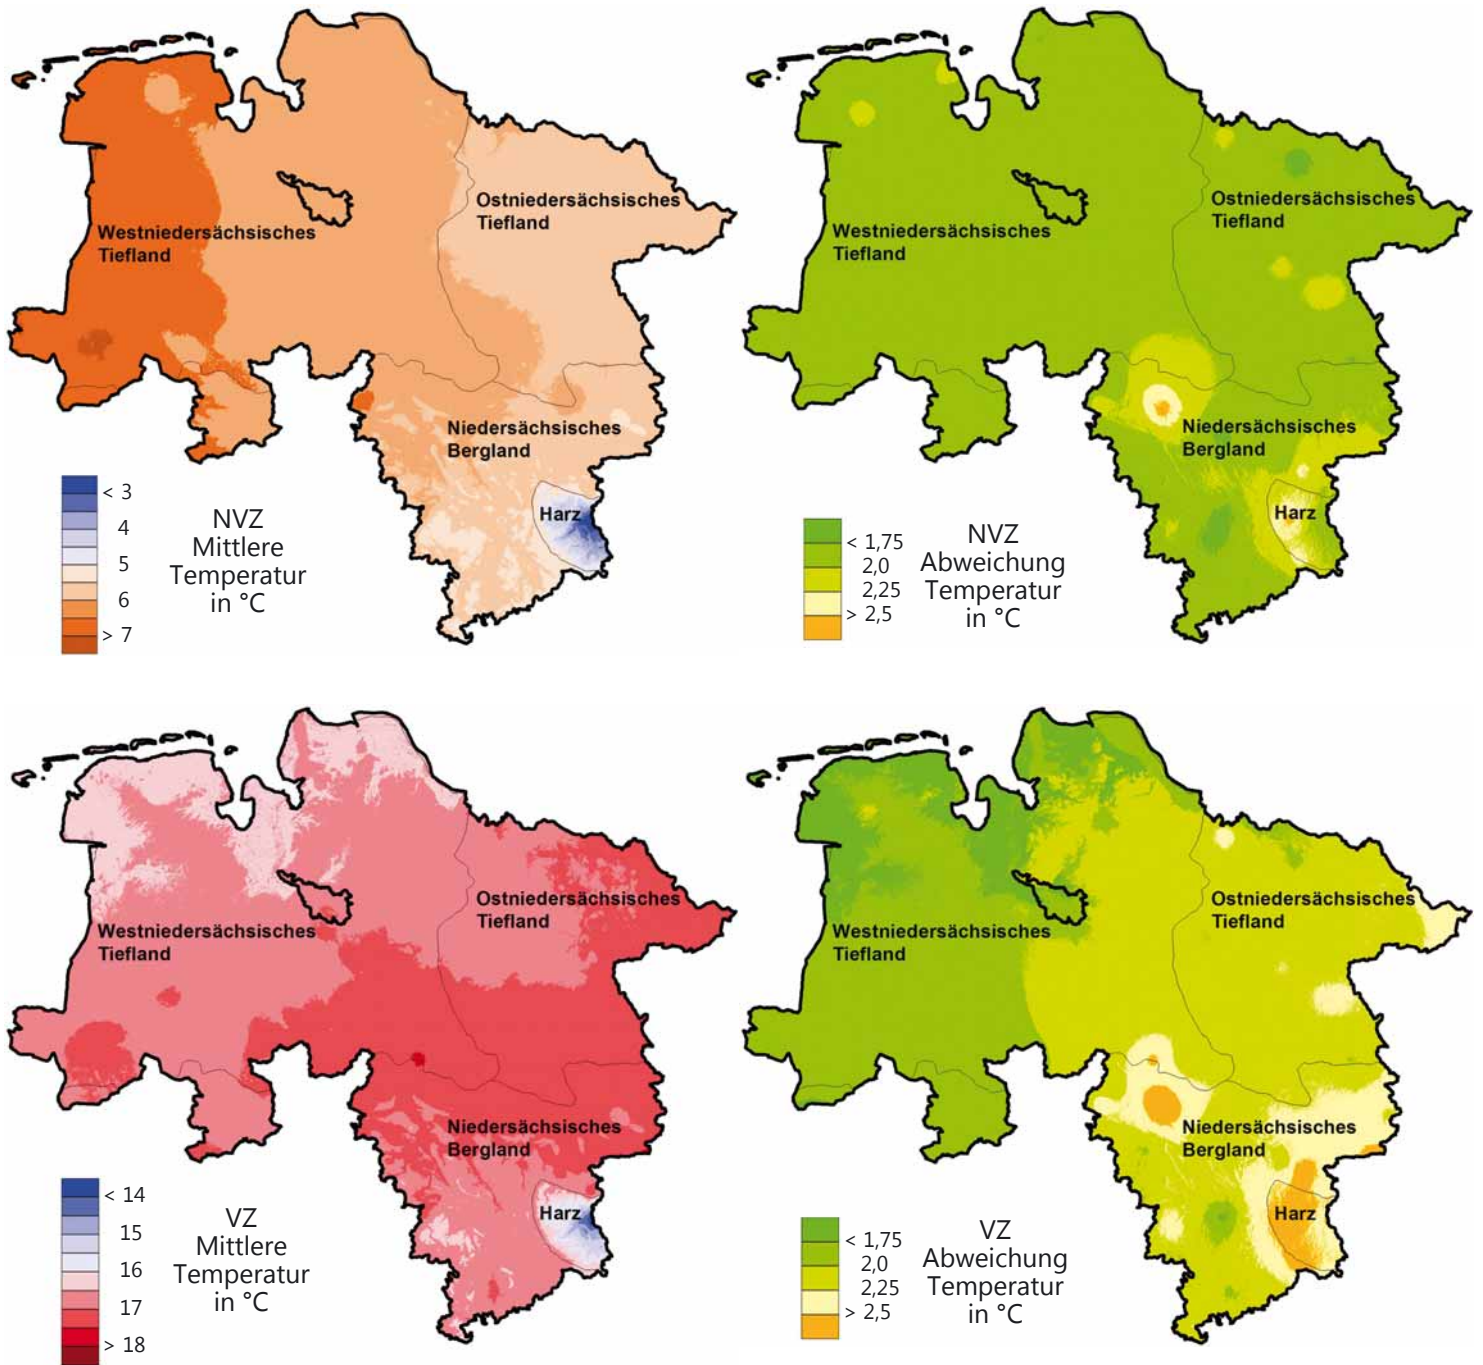 Westniedersächsisches
Tiefland
Ostniedersächsisches
Tiefland
Niedersächsisches
Bergland
Harz
< 3
4
5
6
> 7
NVZ
Mittlere
Temperatur
in °C
Westniedersächsisches
Tiefland
Ostniedersächsisches
Tiefland
Niedersächsisches
Bergland
Harz
< 1,75
2,0
2,25
> 2,5
NVZ
Abweichung
Temperatur
in °C
Westniedersächsisches
Tiefland
Ostniedersächsisches
Tiefland
Niedersächsisches
Bergland
Harz
< 14
15
16
17
> 18
VZ
Mittlere
Temperatur
in °C
Westniedersächsisches
Tiefland
Ostniedersächsisches
Tiefland
Niedersächsisches
Bergland
Harz
< 1,75
2,0
2,25
> 2,5
VZ
Abweichung
Temperatur
in °C